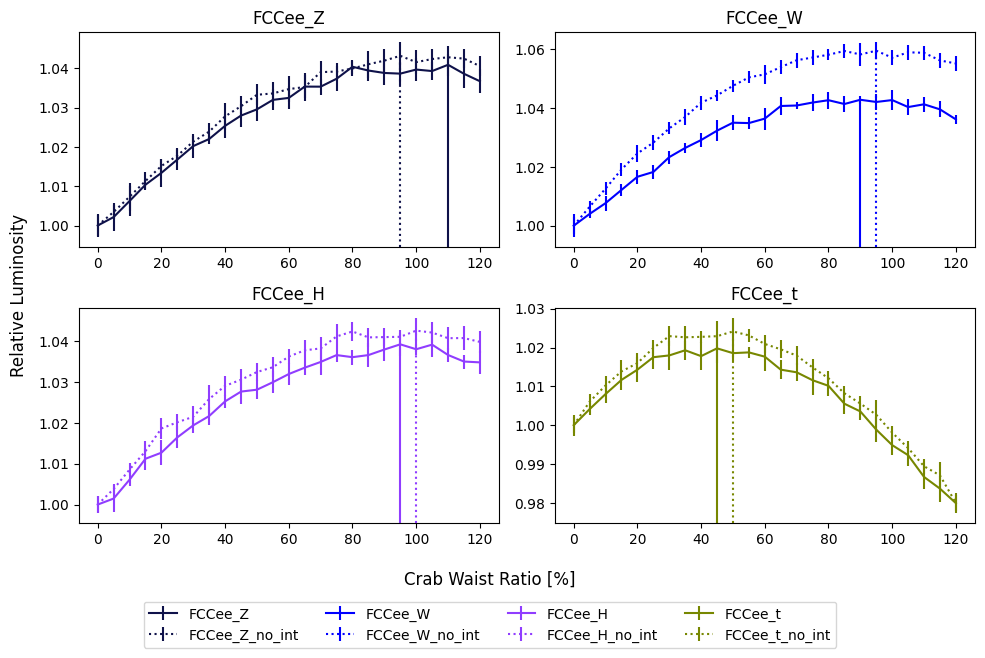 FCCee_Z
FCCee_W
1.04
1.03
1.02
1.01
1.00
0 20 40 60 80 100 120
1.06
1.04
1.02
1.00
0 20 40 60 80 100 120
Relative Luminosity
FCCee_H
FCCee_t
1.04
1.03
1.02
1.01
1.00
0 20 40 60 80 100 120
1.03
1.02
1.01
1.00
0.99
0.98
0 20 40 60 80 100 120
Crab Waist Ratio [%]
FCCee_Z FCCee_W FCCee_H FCCee_t
FCCee_Z_no_int FCCee_W_no_int FCCee_H_no_int FCCee_t_no_int